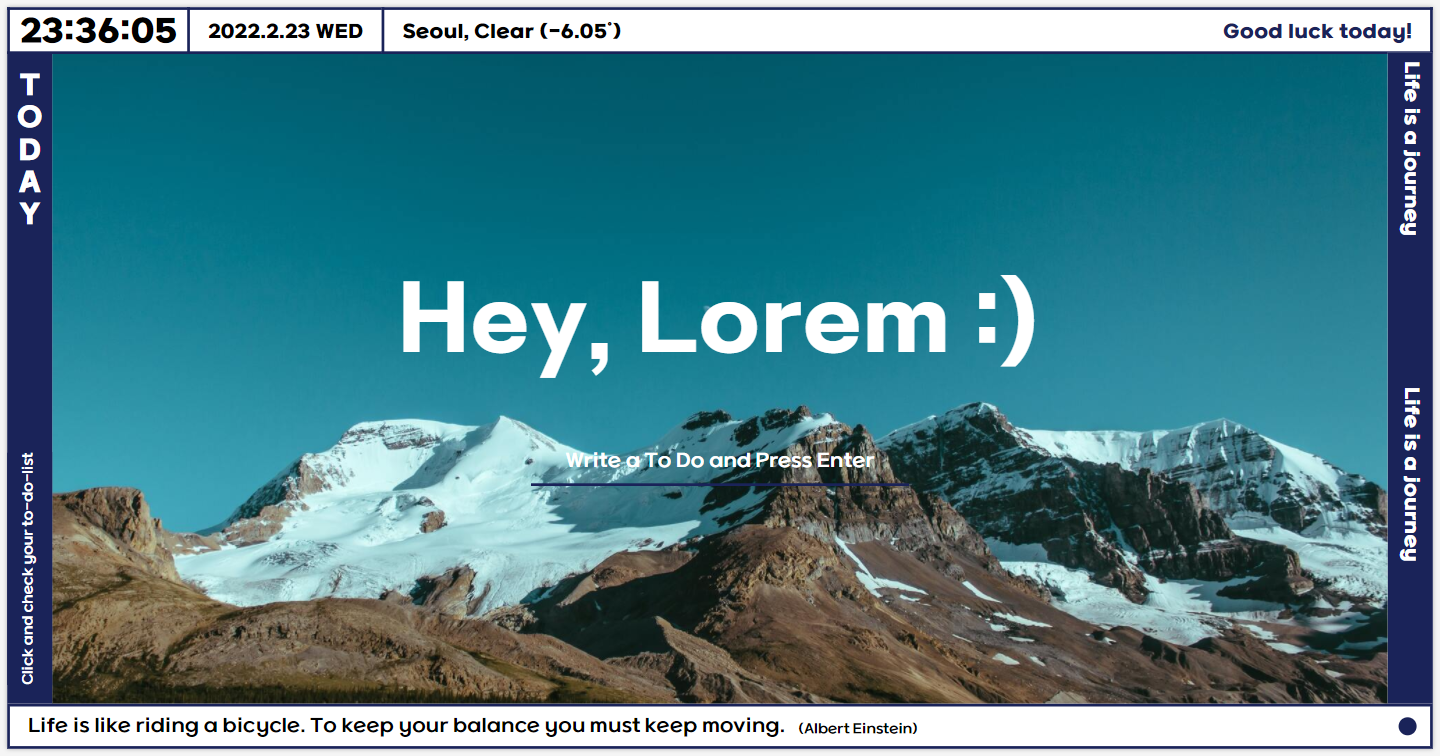 23:36:05
2022.2.23 WED
Seoul, Clear (-6.05°)
Good luck today!
TODAY
Click and check your to-do-list
Hey, Lorem :)
Write a To Do and Press Enter
Life is a journey
Life is a journey
Life is like riding a bicycle. To keep your balance you must keep moving. (Albert Einstein)